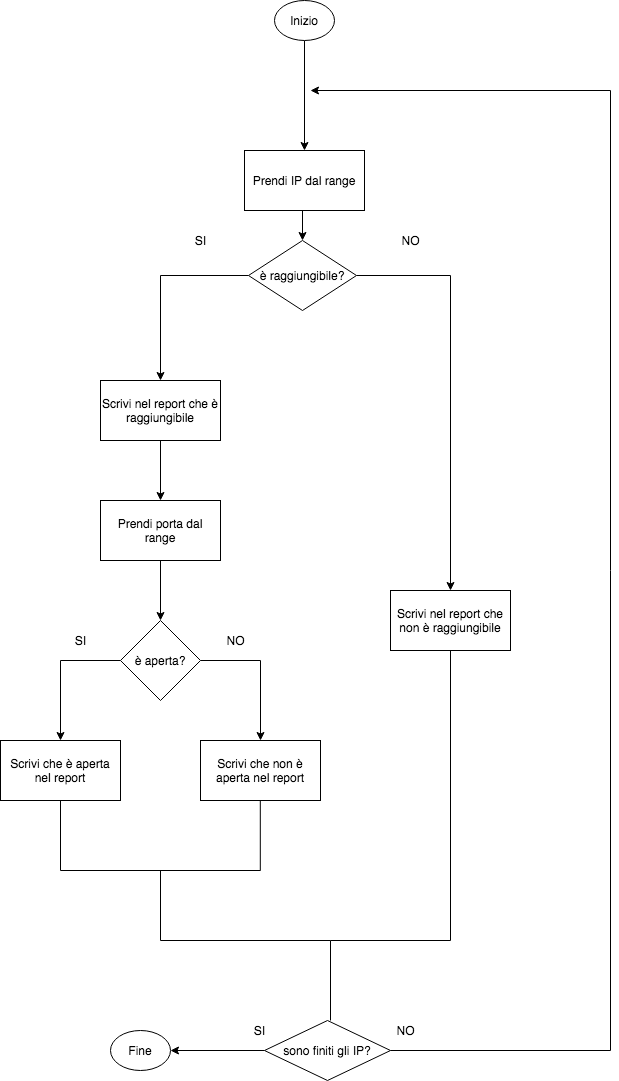 Inizio
Prendi IP dal range
SI
NO
è raggiungibile?
Scrivi nel report che è
raggiungibile
Prendi porta dal
range
Scrivi nel report che
non è raggiungibile
SI
NO
è aperta?
Scrivi che è aperta
nel report
Scrivi che non è
aperta nel report
SI
NO
Fine
sono finiti gli IP?